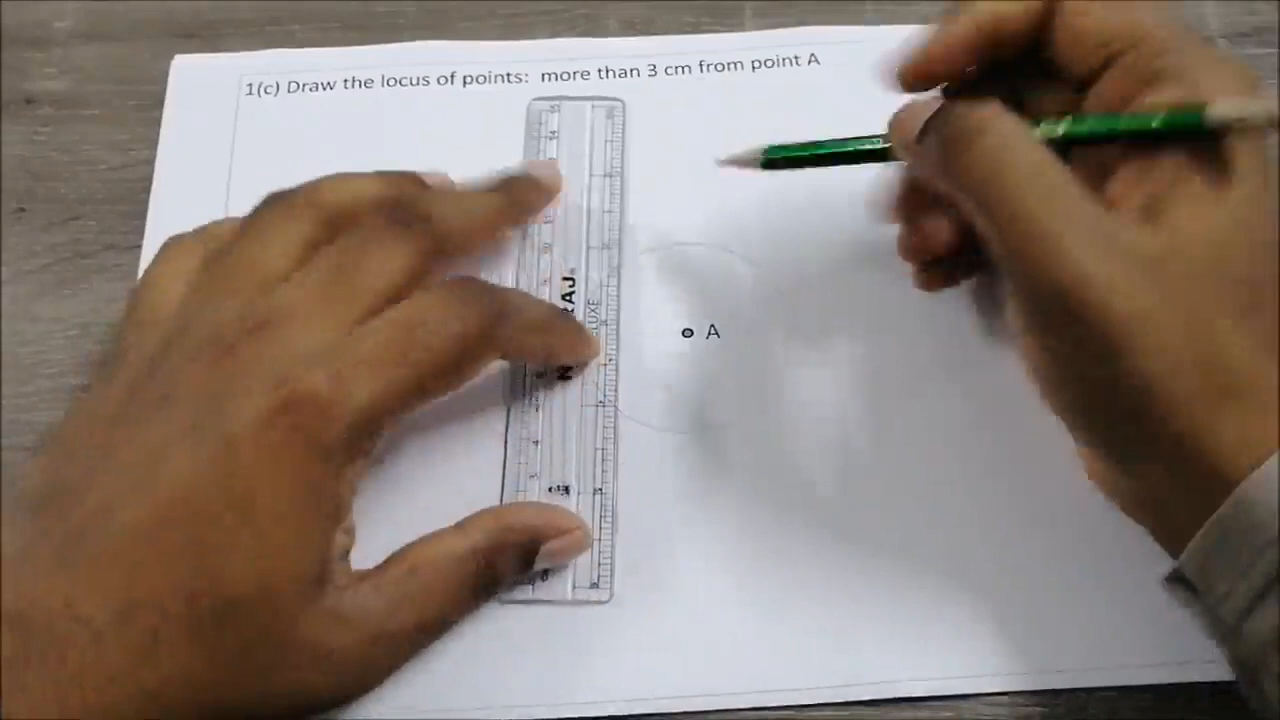 1(c) Draw the locus of points: more than 3 cm from point A
A